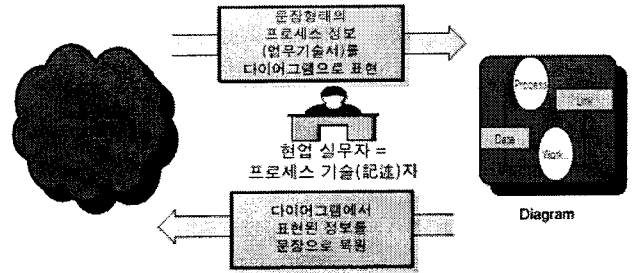 문장형태의
프로세스 정보
(업무기술서)를
다이어그램으로 표현
Process
Link
Data
Work
현업 실무자 =
프로세스 기술(記述)자
Diagram
다이어그램에서
표현된 정보를
문장으로 복원